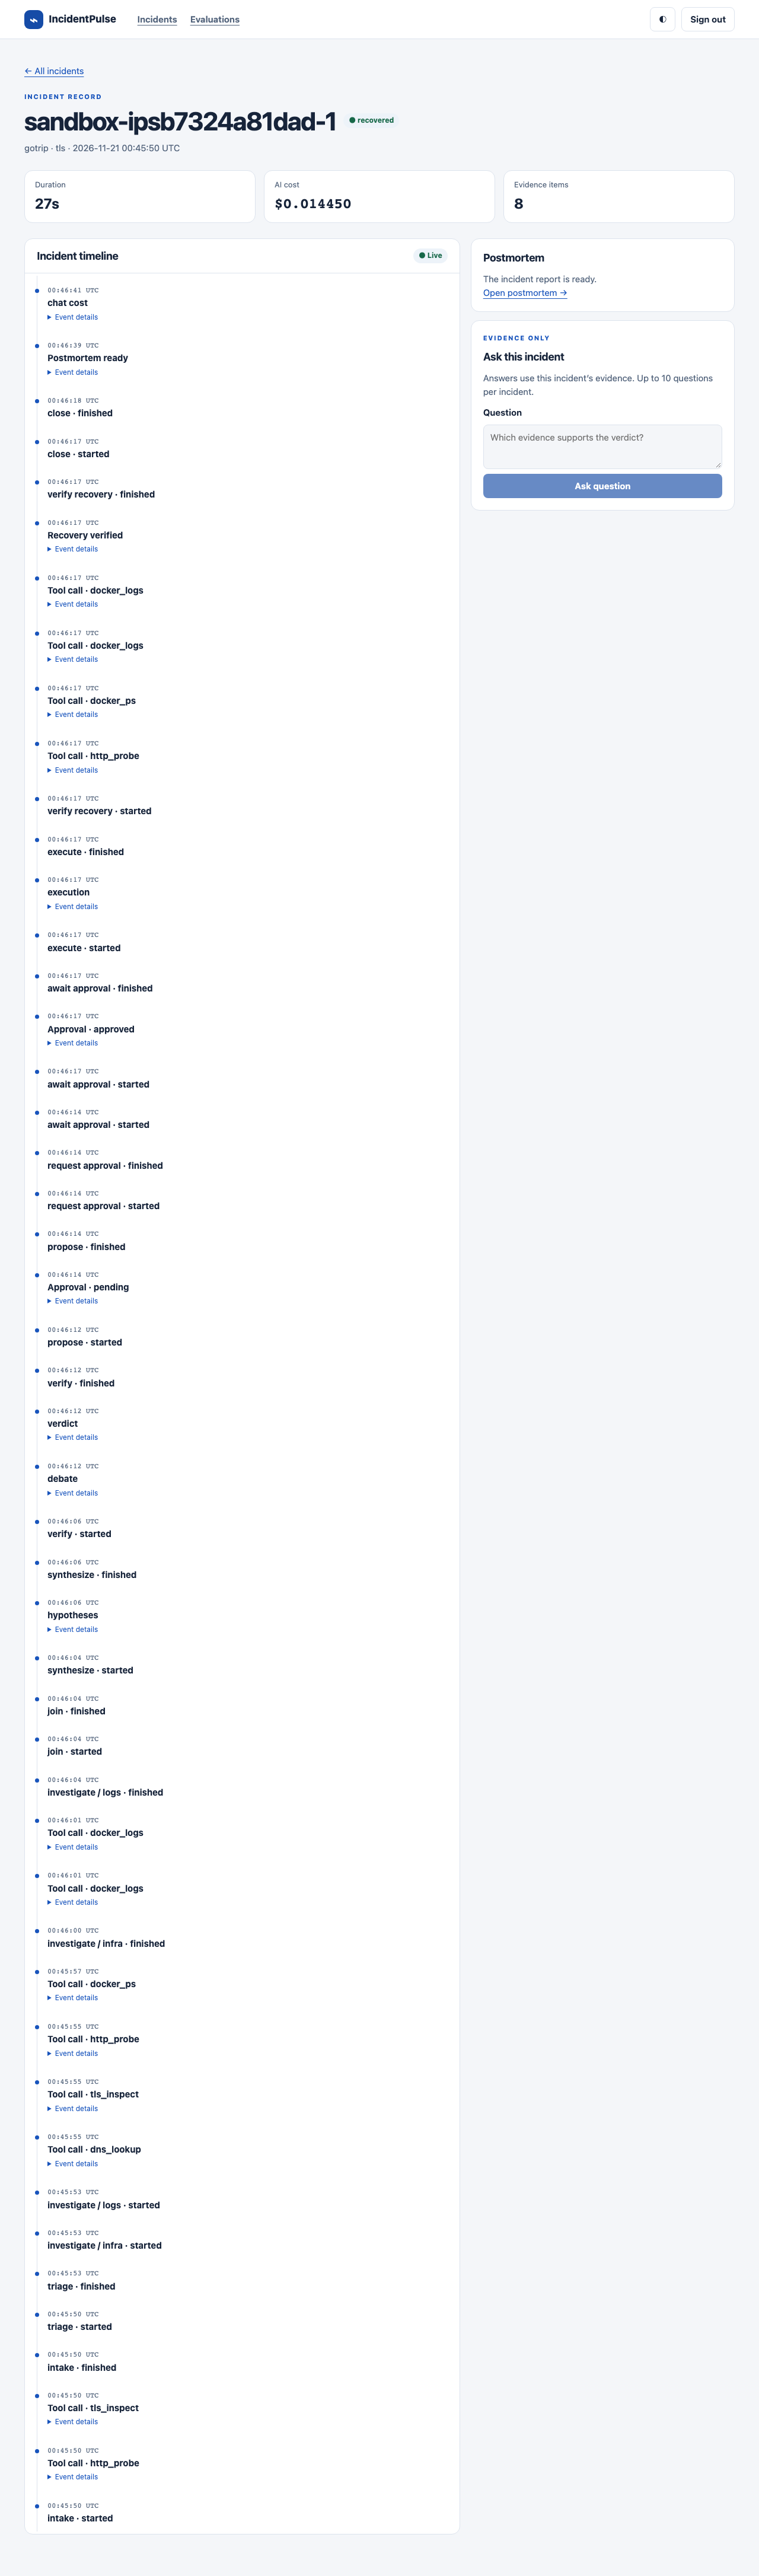 IncidentPulse
Incidents
Evaluations
Sign out
← All incidents
INCIDENT RECORD
sandbox-ipsb7324a81dad-1
recovered
gotrip · tls · 2026-11-21 00:45:50 UTC
Duration
27s
AI cost
$0.014450
Evidence items
8
Incident timeline
Live
00:46:41 UTC
chat cost
Event details
00:46:39 UTC
Postmortem ready
Event details
00:46:18 UTC
close · finished
00:46:17 UTC
close · started
00:46:17 UTC
verify recovery · finished
00:46:17 UTC
Recovery verified
Event details
00:46:17 UTC
Tool call · docker_logs
Event details
00:46:17 UTC
Tool call · docker_logs
Event details
00:46:17 UTC
Tool call · docker_ps
Event details
00:46:17 UTC
Tool call · http_probe
Event details
00:46:17 UTC
verify recovery · started
00:46:17 UTC
execute · finished
00:46:17 UTC
execution
Event details
00:46:17 UTC
execute · started
00:46:17 UTC
await approval · finished
00:46:17 UTC
Approval · approved
Event details
00:46:17 UTC
await approval · started
00:46:14 UTC
await approval · started
00:46:14 UTC
request approval · finished
00:46:14 UTC
request approval · started
00:46:14 UTC
propose · finished
00:46:14 UTC
Approval · pending
Event details
00:46:12 UTC
propose · started
00:46:12 UTC
verify · finished
00:46:12 UTC
verdict
Event details
00:46:12 UTC
debate
Event details
00:46:06 UTC
verify · started
00:46:06 UTC
synthesize · finished
00:46:06 UTC
hypotheses
Event details
00:46:04 UTC
synthesize · started
00:46:04 UTC
join · finished
00:46:04 UTC
join · started
00:46:04 UTC
investigate / logs · finished
00:46:01 UTC
Tool call · docker_logs
Event details
00:46:01 UTC
Tool call · docker_logs
Event details
00:46:00 UTC
investigate / infra · finished
00:45:57 UTC
Tool call · docker_ps
Event details
00:45:55 UTC
Tool call · http_probe
Event details
00:45:55 UTC
Tool call · tls_inspect
Event details
00:45:55 UTC
Tool call · dns_lookup
Event details
00:45:53 UTC
investigate / logs · started
00:45:53 UTC
investigate / infra · started
00:45:53 UTC
triage · finished
00:45:50 UTC
triage · started
00:45:50 UTC
intake · finished
00:45:50 UTC
Tool call · tls_inspect
Event details
00:45:50 UTC
Tool call · http_probe
Event details
00:45:50 UTC
intake · started
Postmortem
The incident report is ready.
Open postmortem →
EVIDENCE ONLY
Ask this incident
Answers use this incident's evidence. Up to 10 questions
per incident.
Question
Which evidence supports the verdict?
Ask question